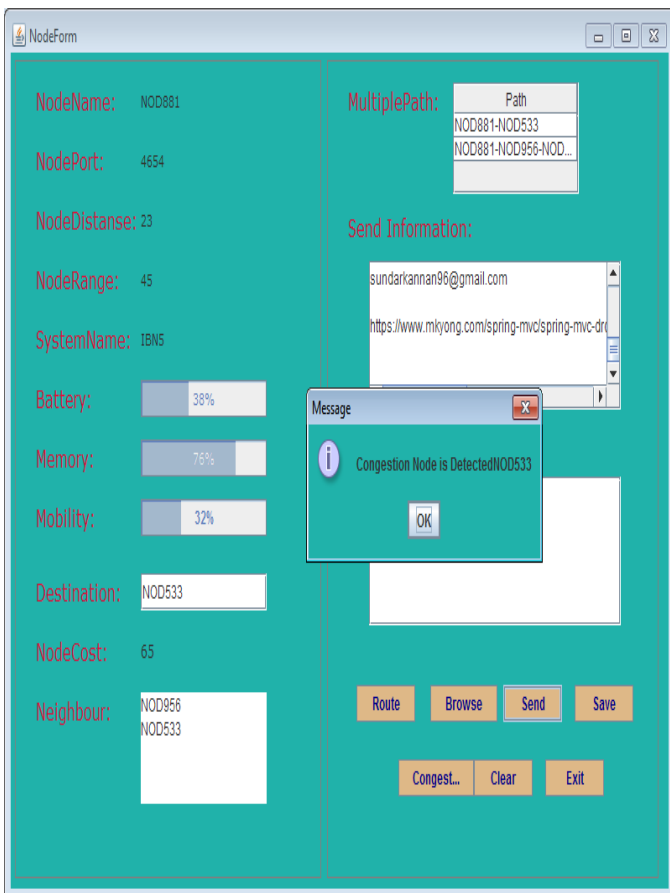 NodeForm
NodeName: NOD881
NodePort: 4654
NodeDistanse: 23
NodeRange: 45
SystemName: IBN5
Battery: 38%
Memory: 76%
Mobility: 32%
Destination: NOD533
NodeCost: 65
Neighbour: NOD956
NOD533
MultiplePath:
Path
NOD881-NOD533
NOD881-NOD956-NOD...
Send Information:
sundarkannan96@gmail.com
https://www.mkyong.com/spring-mvc/spring-mvc-dro
Message
Congestion Node is DetectedNOD533
OK
Route Browse Send Save
Congest... Clear Exit